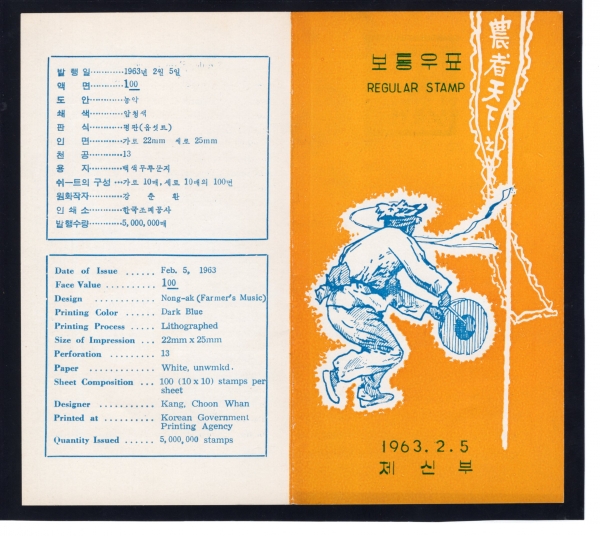 발행일············1963년 2월 5일
액면············1.00
도안············농악
쇄색············암청색
판식············평판(옵셋트)
인면············가로 22mm 세로 25mm
천공············13
용지············백색무투문지
쉬ー트의 구성···가로 10매, 세로 10매의 100면
원화작자············강춘환
인쇄소············한국조폐공사
발행수량············5,000,000매
Date of Issue ...... Feb. 5, 1963
Face Value .......... 1.00
Design .......... Nong-ak (Farmer's Music)
Printing Color ...... Dark Blue
Printing Process ..... Lithographed
Size of Impression ... 22mm x 25mm
Perforation .......... 13
Paper .............. White, unwmkd.
Sheet Composition ... 100 (10 x 10) stamps per
sheet
Designer ........... Kang, Choon Whan
Printed at .......... Korean Government
Printing Agency
Quantity Issued ..... 5,000,000 stamps
보통우표
REGULAR STAMP
農者天下之
1963.2.5
체신부